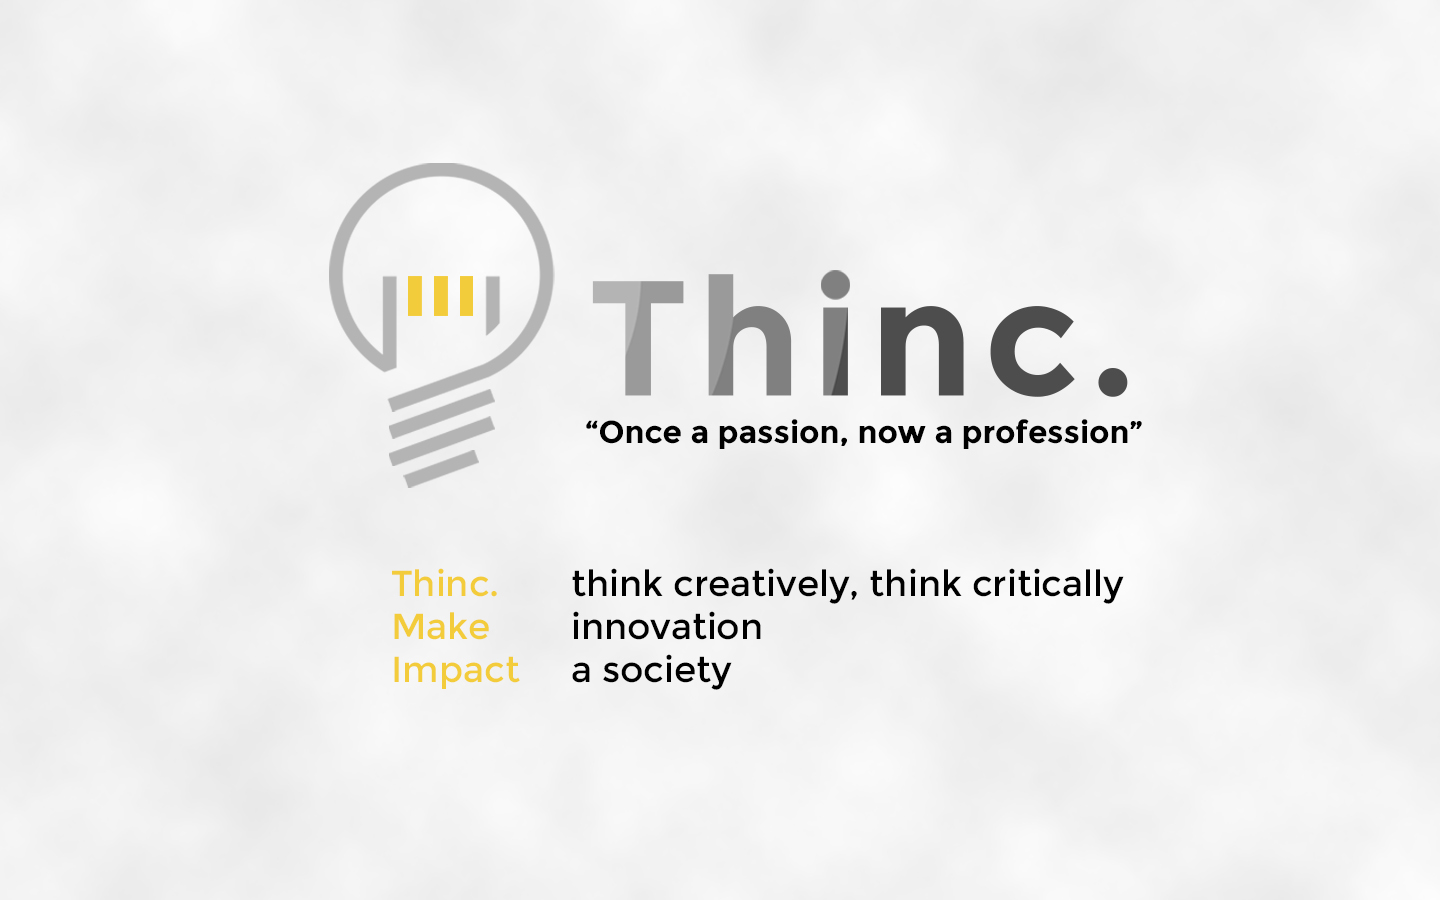 Thinc.
“Once a passion, now a profession”
Thinc. think creatively, think critically
Make innovation
Impact a society